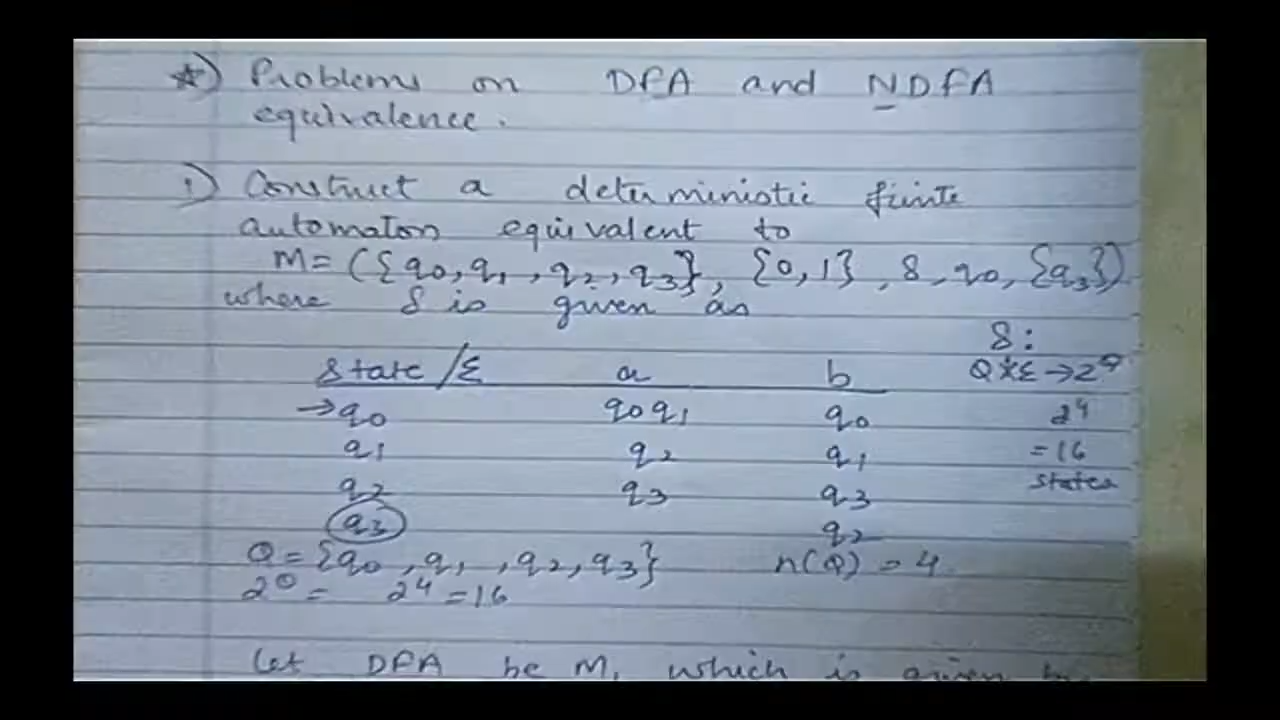 *) Problems on DFA and NDFA
equivalence.
1) Construct a deterministic finite
automaton equivalent to
M = ({q0, q1, q2, q3}, {0, 1}, δ, q0, {q3})
where δ is given as
δ:
State /Σ a b Q×Σ → 2^Q
→q0 q0q1 q0 2^4
q1 q2 q1 = 16
q2 q3 q3 states
q3 q2
Q = {q0, q1, q2, q3} n(Q) = 4
2^Q = 2^4 = 16
Let DFA be M, which is given by